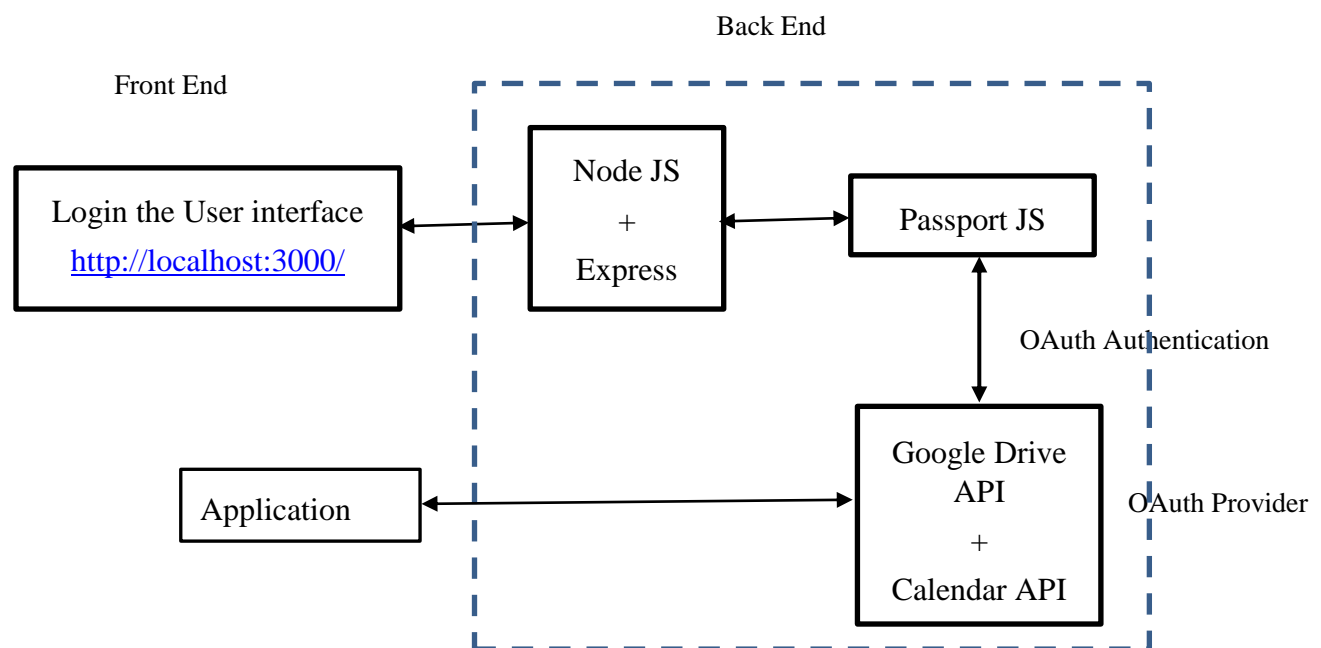 Back End
Front End
Node JS
+
Express
Login the User interface
http://localhost:3000/
Passport JS
OAuth Authentication
Google Drive
API
+
Calendar API
OAuth Provider
Application